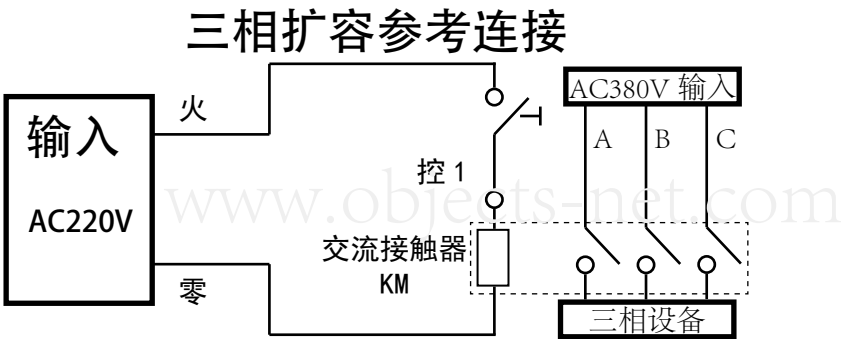 三相扩容参考连接
火
输入
AC220V
零
控1
交流接触器
KM
AC380V 输入
A B C
三相设备
www.objects-net.com